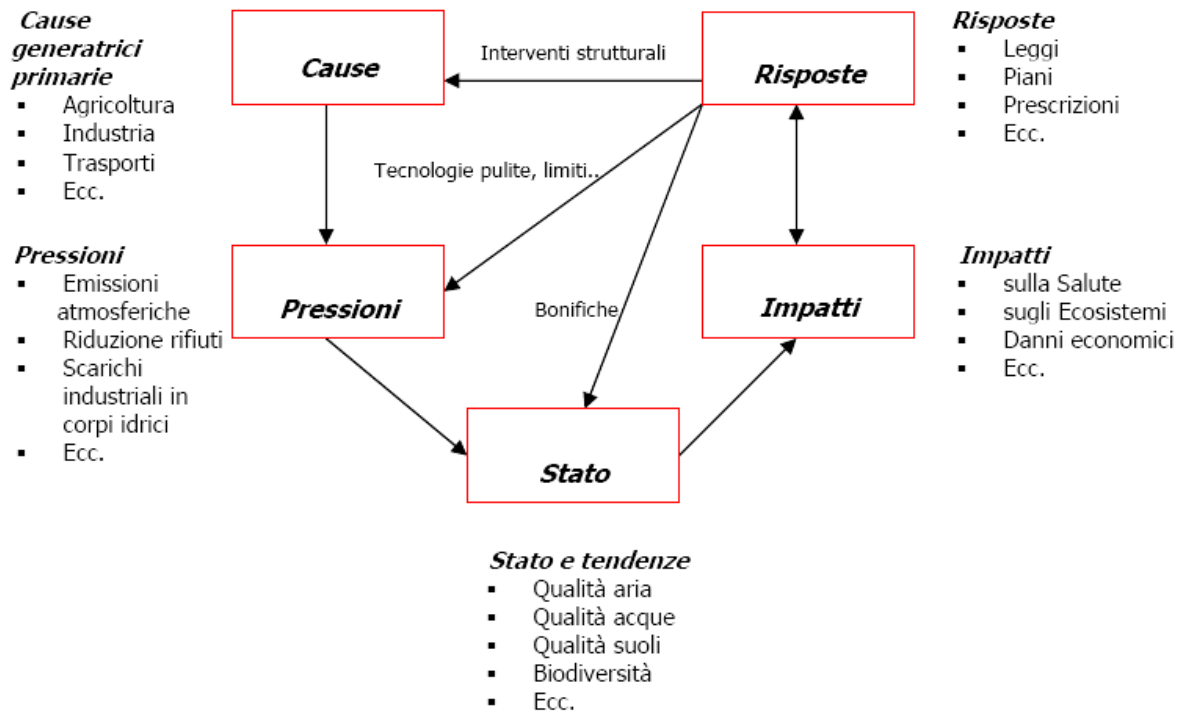 Cause
generatrici
primarie
▪ Agricoltura
▪ Industria
▪ Trasporti
▪ Ecc.
Cause
Interventi strutturali
Risposte
Risposte
▪ Leggi
▪ Piani
▪ Prescrizioni
▪ Ecc.
Tecnologie pulite, limiti..
Pressioni
▪ Emissioni
atmosferiche
▪ Riduzione rifiuti
▪ Scarichi
industriali in
corpi idrici
▪ Ecc.
Pressioni
Bonifiche
Impatti
Impatti
▪ sulla Salute
▪ sugli Ecosistemi
▪ Danni economici
▪ Ecc.
Stato
Stato e tendenze
▪ Qualità aria
▪ Qualità acque
▪ Qualità suoli
▪ Biodiversità
▪ Ecc.